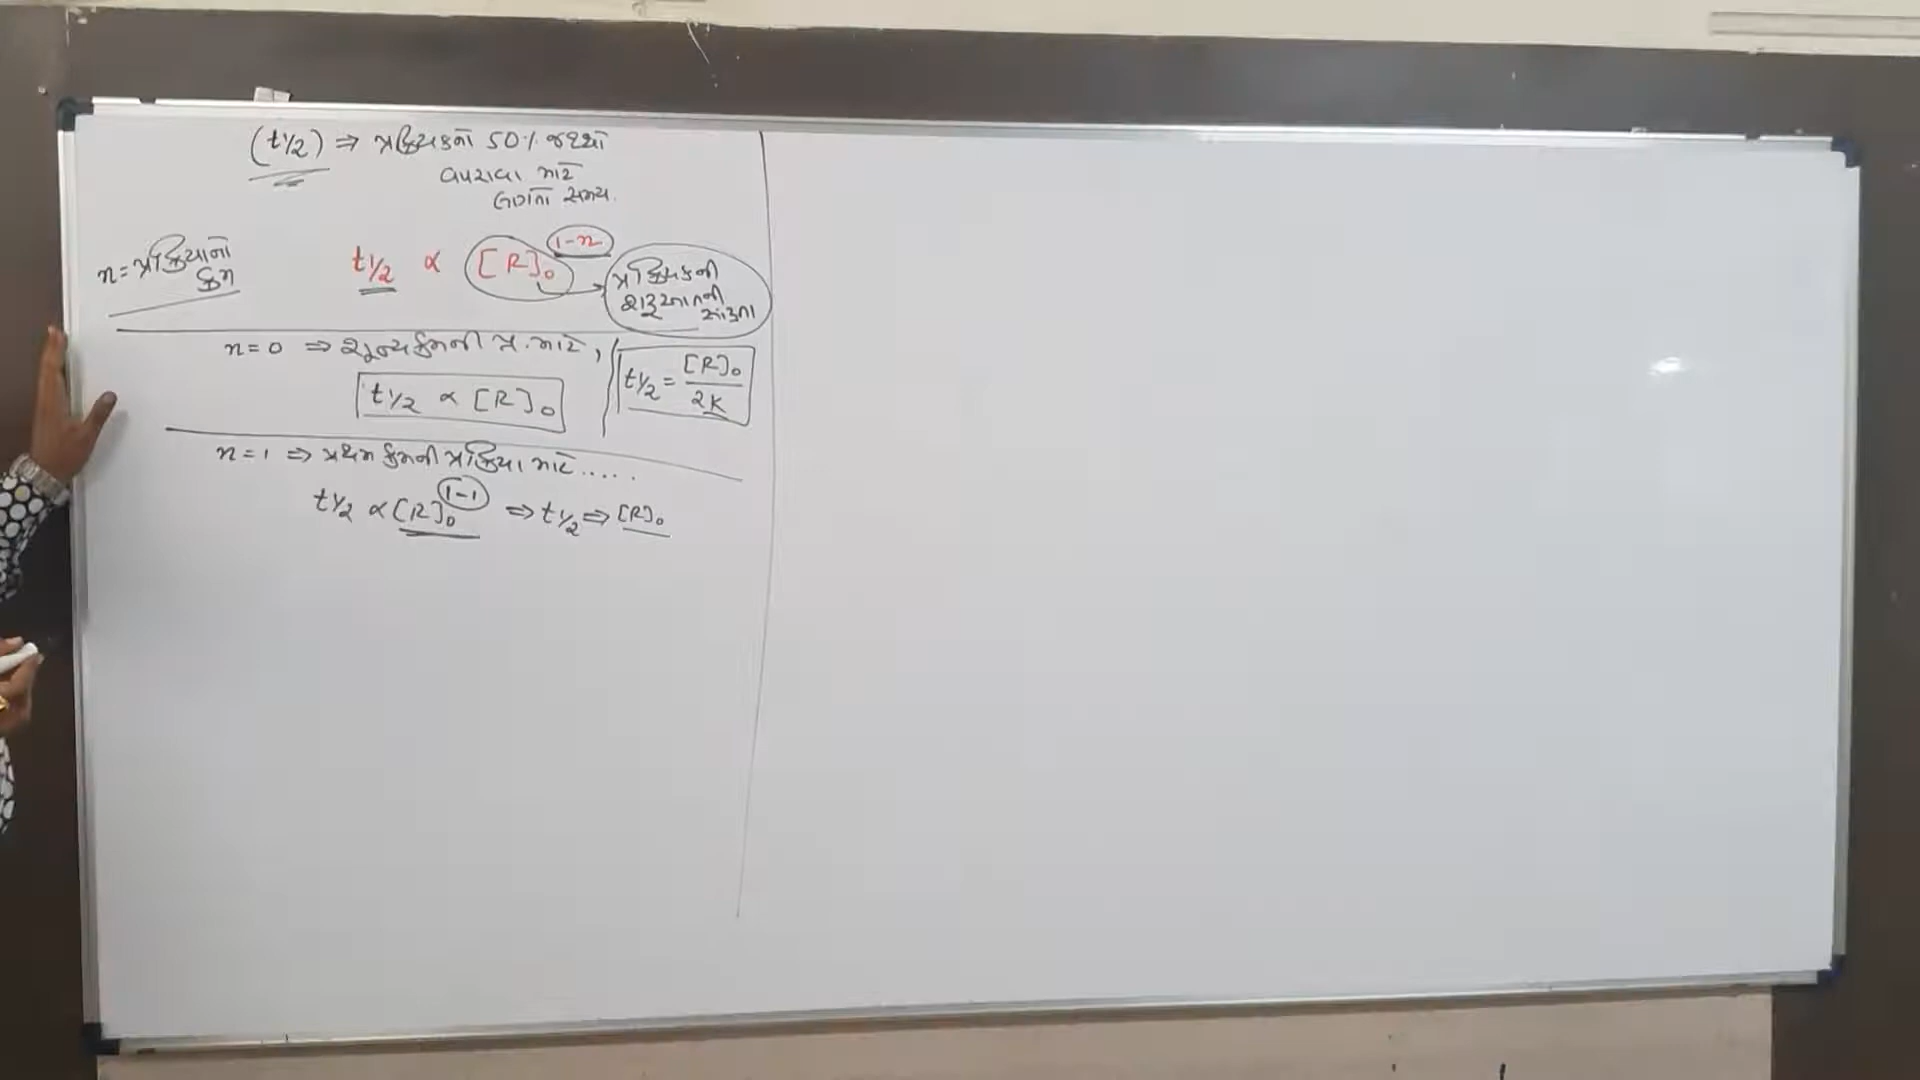 (t1/2) ⇒ પ્રક્રિયકનો 50% જથ્થો
વપરાવા માટે
લાગતો સમય.
n = પ્રક્રિયાનો
ક્રમ
t1/2 ∝ [R]₀^(1-n)
પ્રક્રિયકની
શરૂઆતની
સાંદ્રતા
n = 0 ⇒ શૂન્ય ક્રમની પ્ર. માટે,
t1/2 ∝ [R]₀
t1/2 = [R]₀ / 2K
n = 1 ⇒ પ્રથમ ક્રમની પ્રક્રિયા માટે.....
t1/2 ∝ [R]₀^(1-1) ⇒ t1/2 ⇒ [R]₀